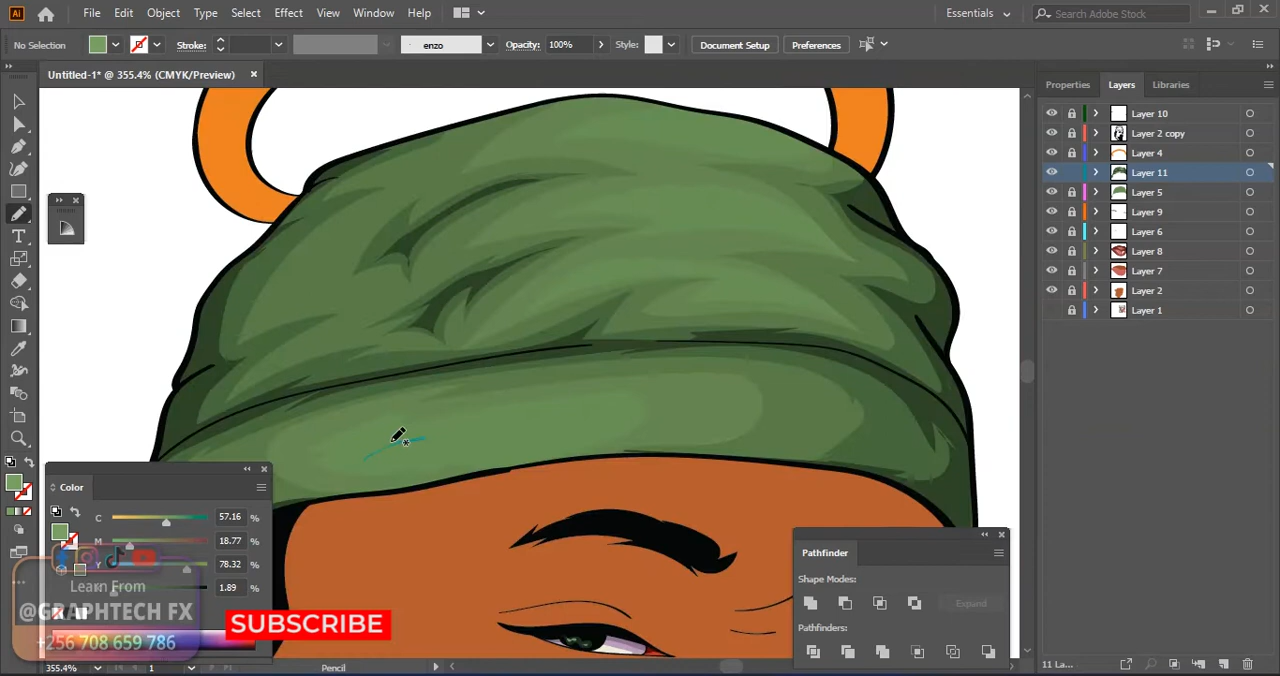 Ai File Edit Object Type Select Effect View Window Help Essentials Search Adobe Stock
No Selection Stroke: enzo Opacity: 100% Style: Document Setup Preferences
Untitled-1* @ 355.4% (CMYK/Preview)
Properties Layers Libraries
Layer 10
Layer 2 copy
Layer 4
Layer 11
Layer 5
Layer 9
Layer 6
Layer 8
Layer 7
Layer 2
Layer 1
Color
C 57.16 %
M 18.77 %
Y 78.32 %
1.89 %
Learn From
@GRAPHTECH FX
+256 708 659 786
SUBSCRIBE
Pathfinder
Shape Modes:
Expand
Pathfinders:
355.4% 1 Pencil 11 La...